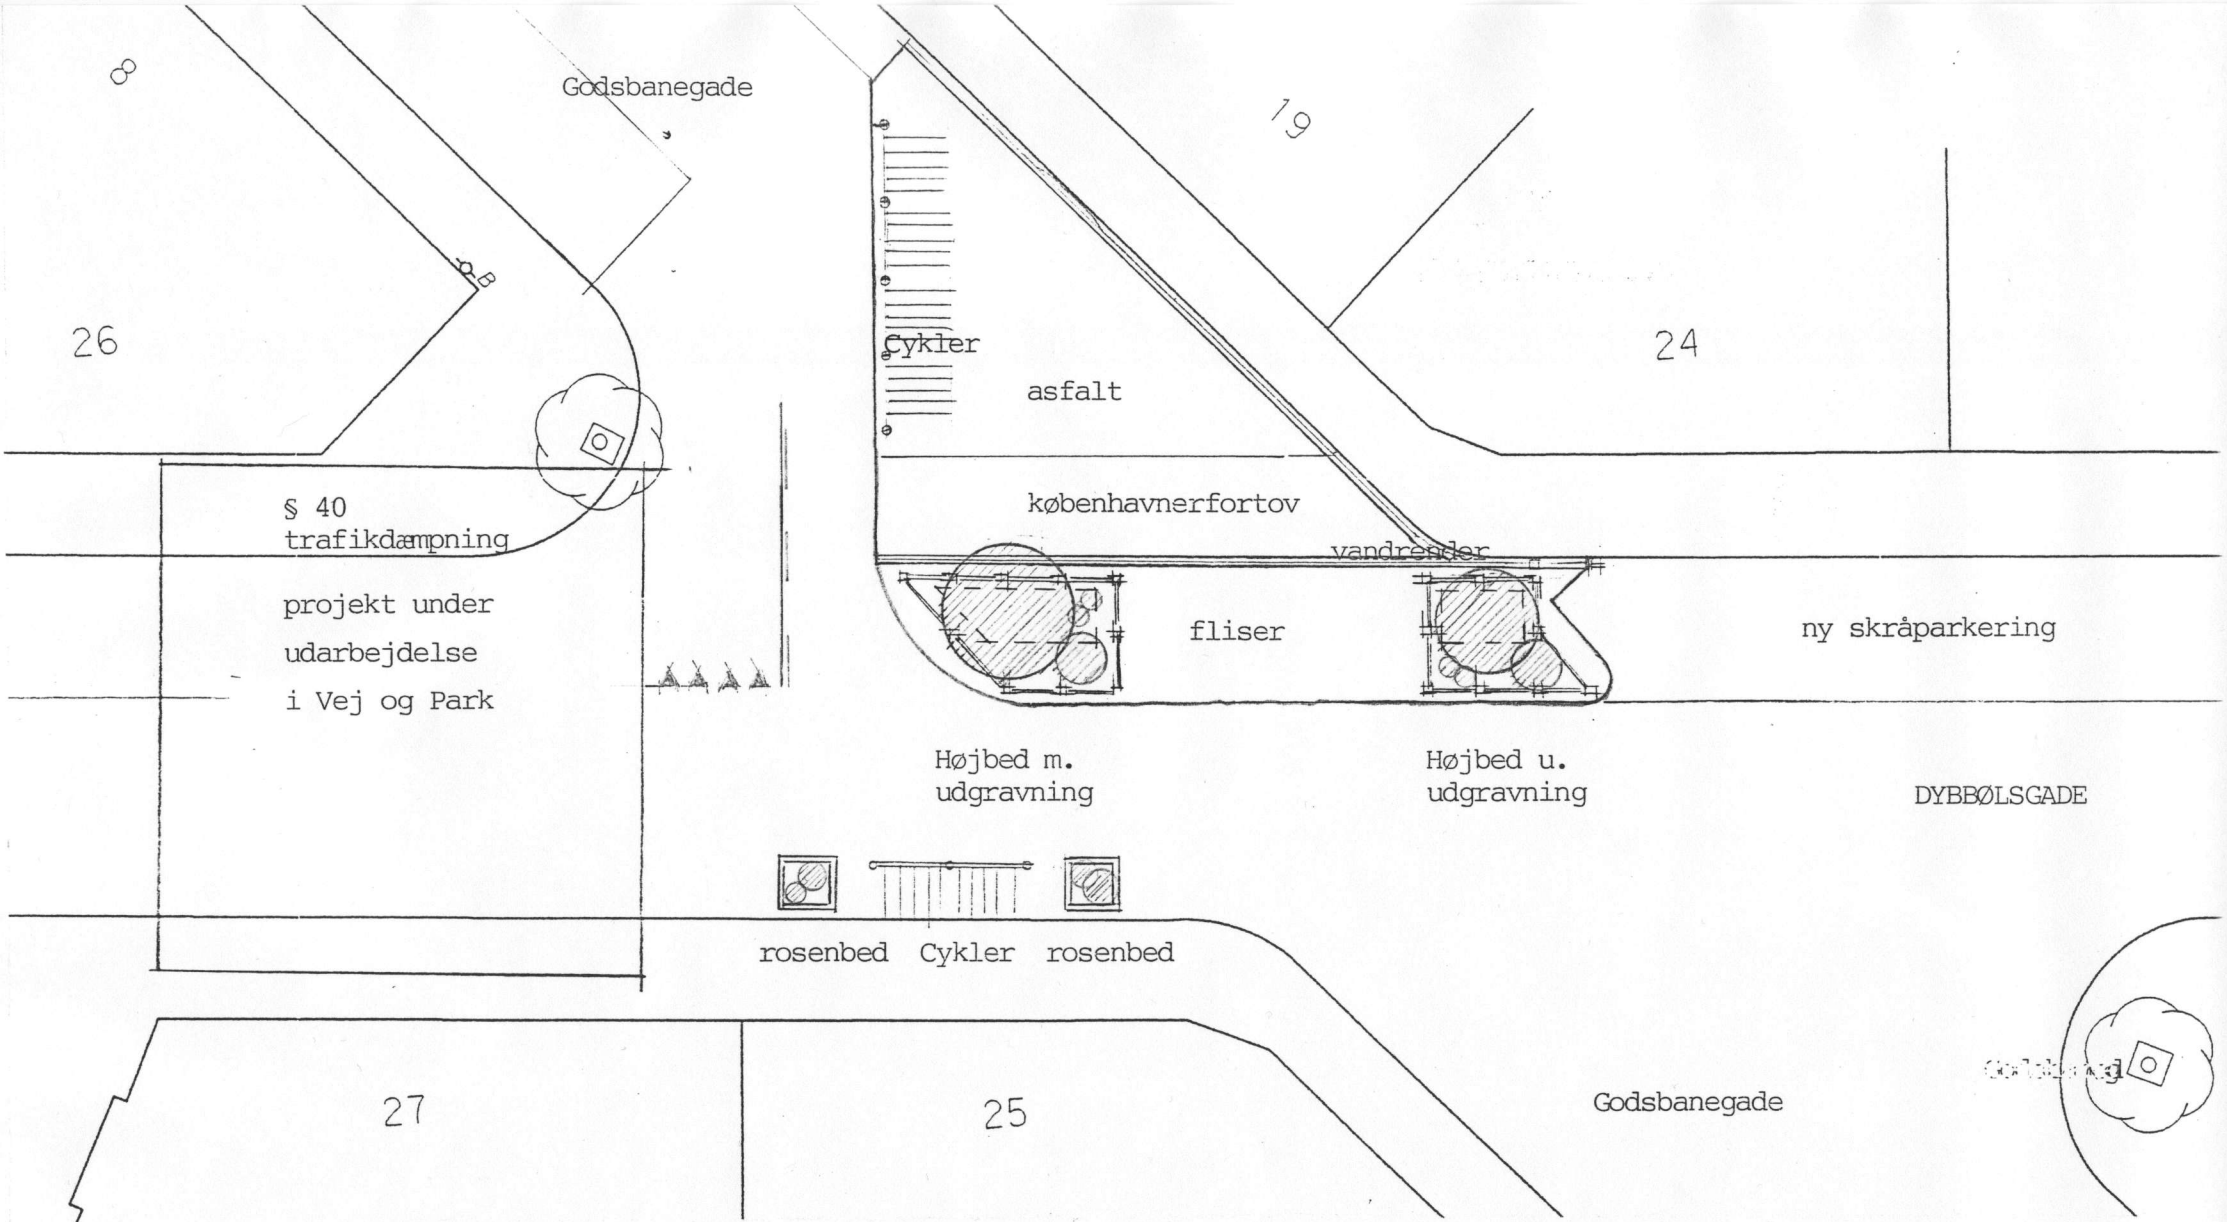 8
Godsbanegade
19
B
26
Cykler
24
asfalt
københavnerfortov
§ 40
trafikdæmpning
vandrender
projekt under
udarbejdelse
i Vej og Park
fliser
ny skråparkering
Højbed m.
udgravning
Højbed u.
udgravning
DYBBØLSGADE
rosenbed Cykler rosenbed
27
25
Godsbanegade